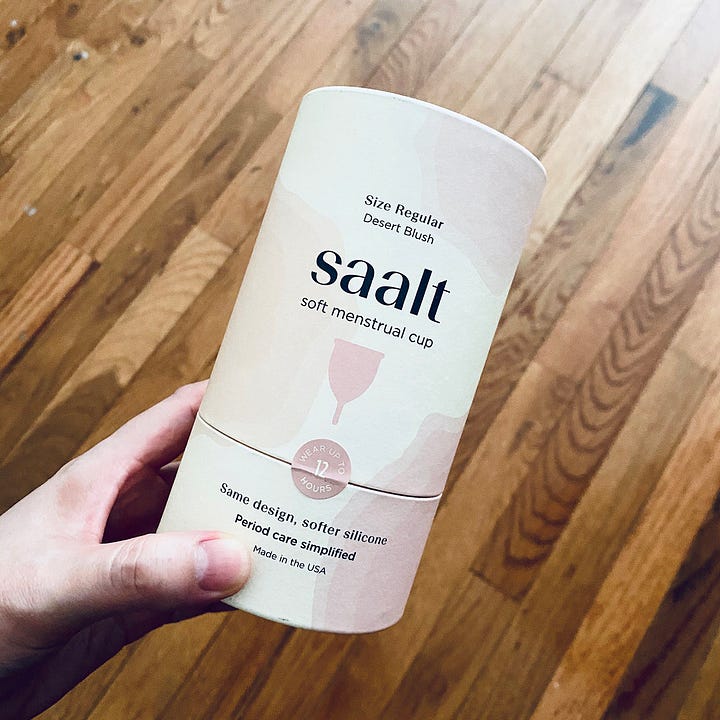 Size Regular
Desert Blush
saalt
soft menstrual cup
WEAR UP TO
12
HOURS
Same design, softer silicone
Period care simplified
Made in the USA